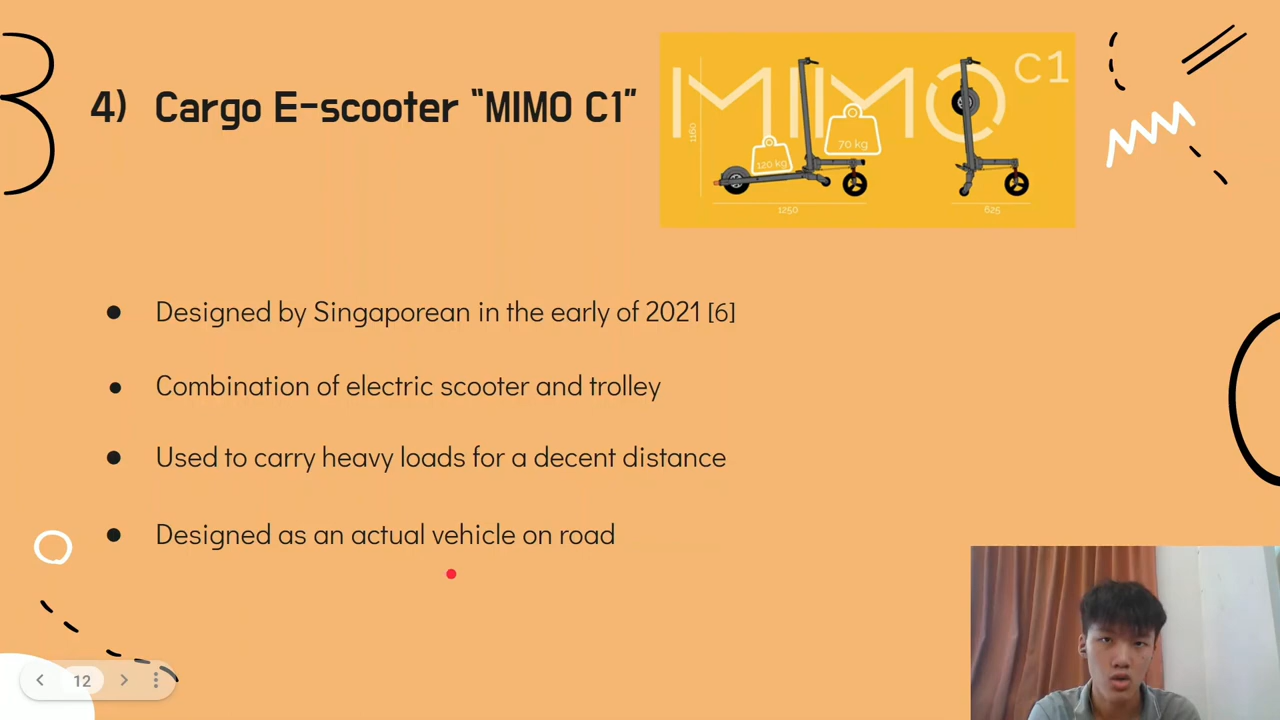 4) Cargo E-scooter “MIMO C1”
MIMO C1
1160
120 kg
70 kg
1250
625
● Designed by Singaporean in the early of 2021 [6]
● Combination of electric scooter and trolley
● Used to carry heavy loads for a decent distance
● Designed as an actual vehicle on road
12